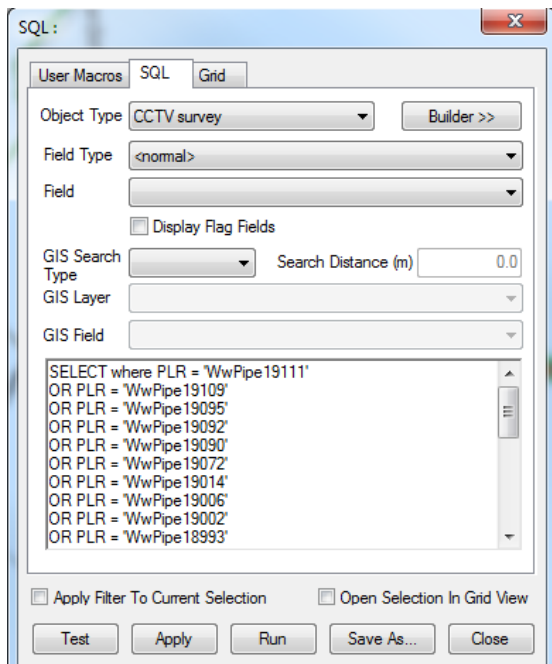 SQL :
User Macros SQL Grid
Object Type CCTV survey Builder >>
Field Type <normal>
Field
Display Flag Fields
GIS Search Type Search Distance (m) 0.0
GIS Layer
GIS Field
SELECT where PLR = 'WwPipe19111'
OR PLR = 'WwPipe19109'
OR PLR = 'WwPipe19095'
OR PLR = 'WwPipe19092'
OR PLR = 'WwPipe19090'
OR PLR = 'WwPipe19072'
OR PLR = 'WwPipe19014'
OR PLR = 'WwPipe19006'
OR PLR = 'WwPipe19002'
OR PLR = 'WwPipe18993'
Apply Filter To Current Selection Open Selection In Grid View
Test Apply Run Save As... Close